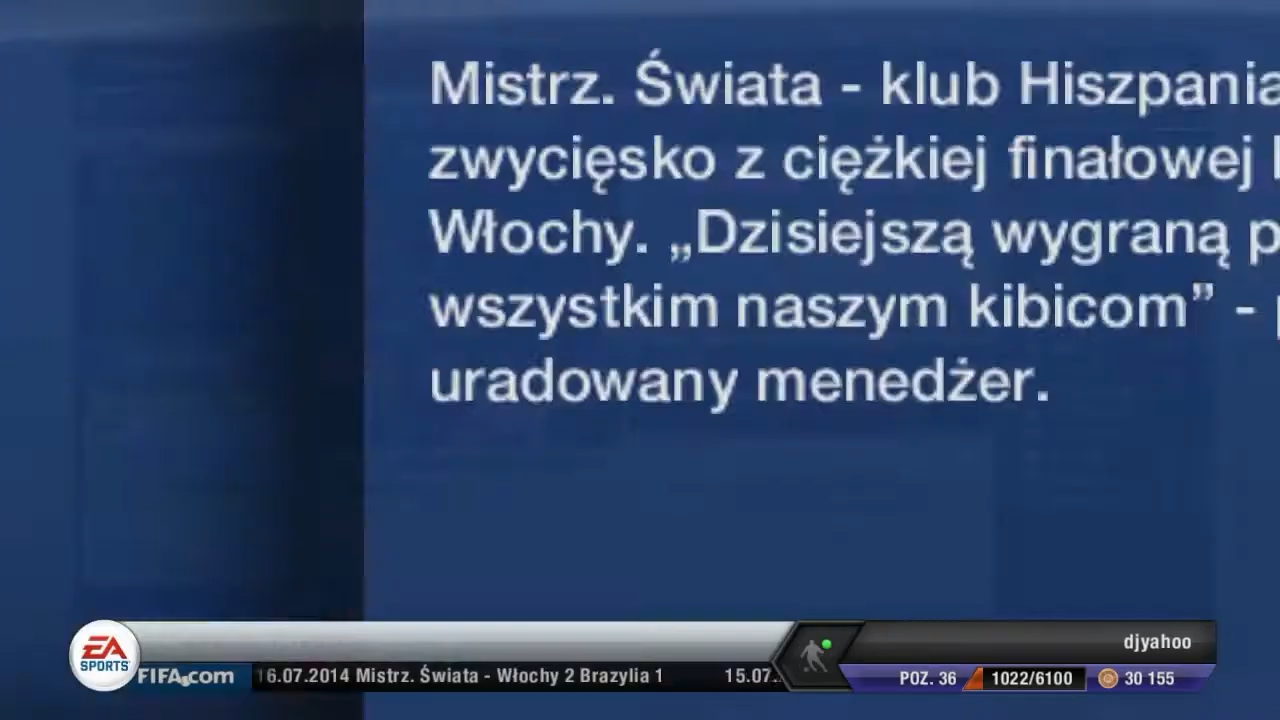 Mistrz. Świata - klub Hiszpania
zwycięsko z ciężkiej finałowej
Włochy. „Dzisiejszą wygraną p
wszystkim naszym kibicom” -
uradowany menedżer.
djyahoo
EA SPORTS
FIFA.com
16.07.2014 Mistrz. Świata - Włochy 2 Brazylia 1 15.07..
POZ. 36 1022/6100 30 155